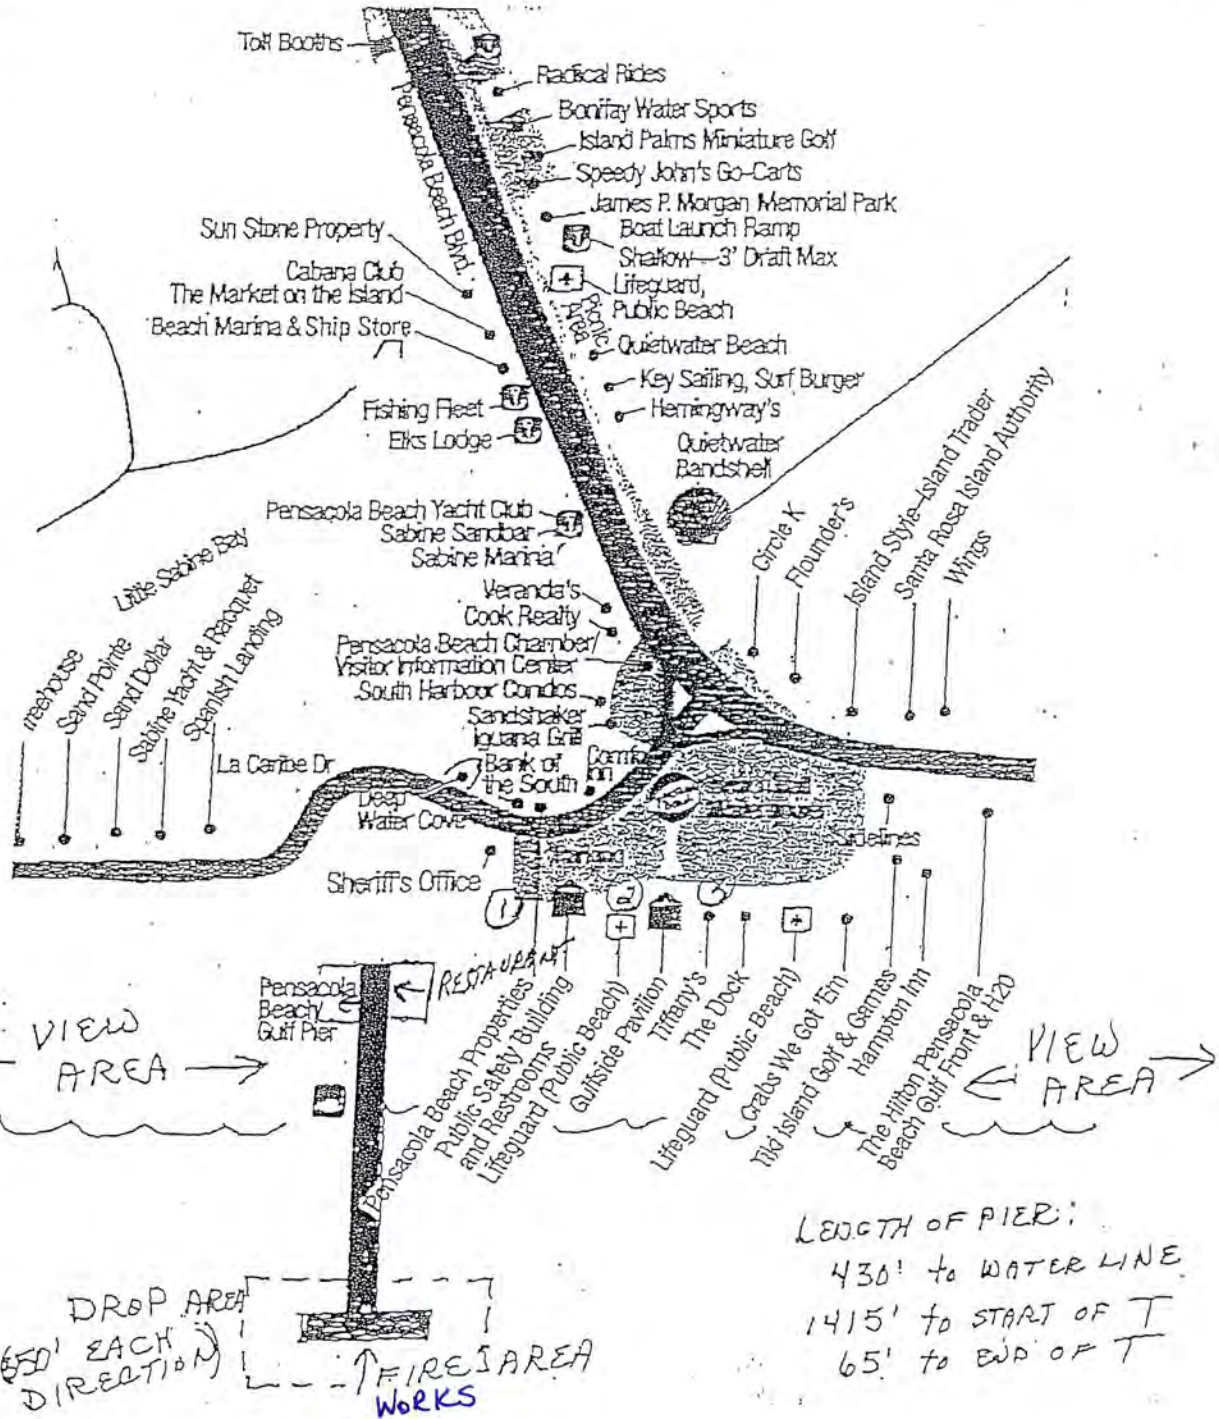 Toll Booths
Radical Rides
Bonifay Water Sports
Island Palms Miniature Golf
Speedy John's Go-Carts
James P. Morgan Memorial Park
Boat Launch Ramp
Shallow—3' Draft Max
Pensacola Beach Blvd.
Sun Stone Property
Cabana Club
The Market on the Island
Beach Marina & Ship Store
Lifeguard,
Public Beach
Picnic
Area
Quietwater Beach
Key Sailing, Surf Burger
Hemingway's
Fishing Fleet
Elks Lodge
Quietwater
Bandshell
Pensacola Beach Yacht Club
Sabine Sandbar
Sabine Marina
Circle K
Flounder's
Island Style-Island Trader
Santa Rosa Island Authority
Wings
Veranda's
Cook Realty
Pensacola Beach Chamber/
Visitor Information Center
South Harbour Condos
Sandshaker
Iguana Grill
Little Sabine Bay
Treehouse
Sand Pointe
Sand Dollar
Sabine Yacht & Racquet
Spanish Landing
La Caribe Dr
Bank of
the South
Comfort
Inn
Deep
Water Cove
Sheriff's Office
Sidelines
1
2
3
Pensacola
Beach
Gulf Pier
RESTAURANT
Pensacola Beach Properties
Public Safety Building
and Restrooms
Lifeguard (Public Beach)
Gulfside Pavilion
Tiffany's
The Dock
Lifeguard (Public Beach)
Crabs We Got 'Em
Tiki Island Golf & Games
Hampton Inn
The Hilton Pensacola
Beach Gulf Front & H2O
VIEW
AREA
VIEW
AREA
LENGTH OF PIER:
430' to WATER LINE
1415' to START OF T
65' to END OF T
DROP AREA
650' EACH
DIRECTION)
FIRE AREA
WORKS